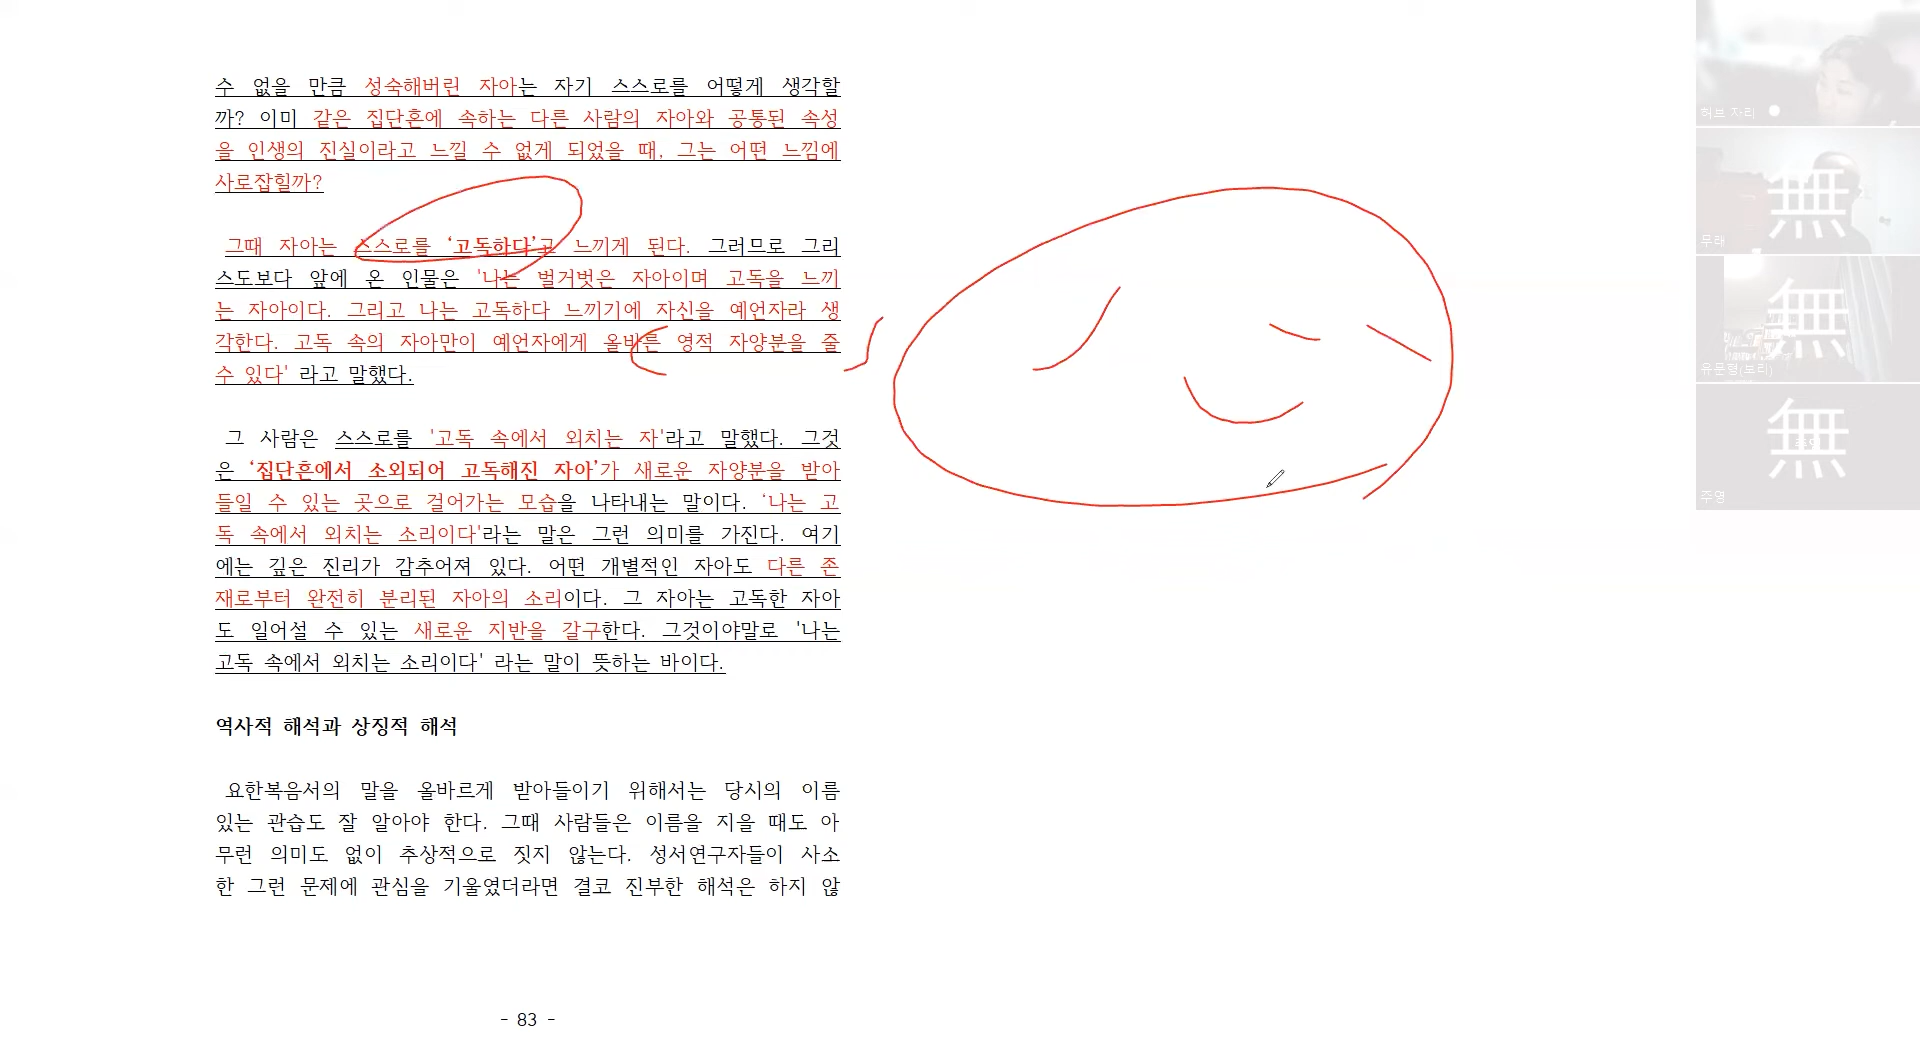 수 없을 만큼 성숙해버린 자아는 자기 스스로를 어떻게 생각할
까? 이미 같은 집단혼에 속하는 다른 사람의 자아와 공통된 속성
을 인생의 진실이라고 느낄 수 없게 되었을 때, 그는 어떤 느낌에
사로잡힐까?
그때 자아는 스스로를 ‘고독하다’고 느끼게 된다. 그러므로 그리
스도보다 앞에 온 인물은 '나는 벌거벗은 자아이며 고독을 느끼
는 자아이다. 그리고 나는 고독하다 느끼기에 자신을 예언자라 생
각한다. 고독 속의 자아만이 예언자에게 올바른 영적 자양분을 줄
수 있다' 라고 말했다.
그 사람은 스스로를 '고독 속에서 외치는 자'라고 말했다. 그것
은 ‘집단혼에서 소외되어 고독해진 자아’가 새로운 자양분을 받아
들일 수 있는 곳으로 걸어가는 모습을 나타내는 말이다. ‘나는 고
독 속에서 외치는 소리이다'라는 말은 그런 의미를 가진다. 여기
에는 깊은 진리가 감추어져 있다. 어떤 개별적인 자아도 다른 존
재로부터 완전히 분리된 자아의 소리이다. 그 자아는 고독한 자아
도 일어설 수 있는 새로운 지반을 갈구한다. 그것이야말로 '나는
고독 속에서 외치는 소리이다' 라는 말이 뜻하는 바이다.
역사적 해석과 상징적 해석
요한복음서의 말을 올바르게 받아들이기 위해서는 당시의 이름
있는 관습도 잘 알아야 한다. 그때 사람들은 이름을 지을 때도 아
무런 의미도 없이 추상적으로 짓지 않는다. 성서연구자들이 사소
한 그런 문제에 관심을 기울였더라면 결코 진부한 해석은 하지 않
- 83 -
허브 자리
無
무래
無
유문형(보리)
無
주영